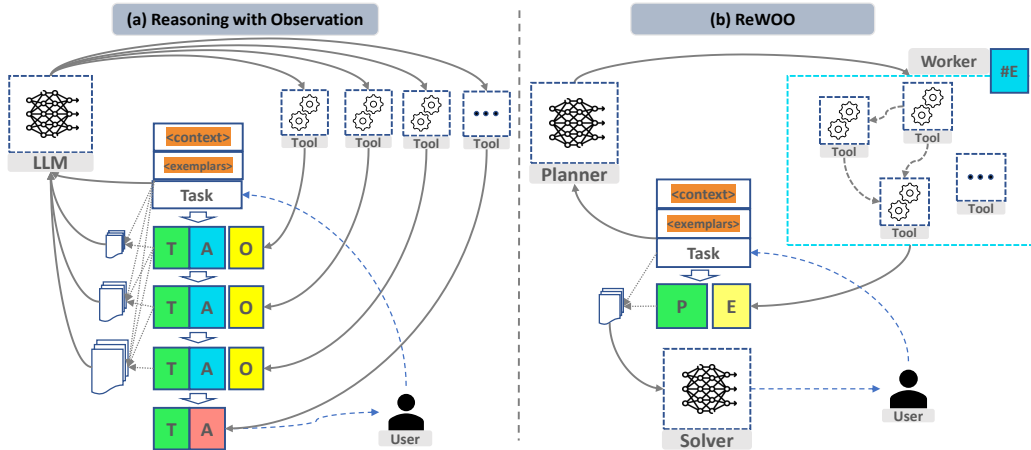 (a) Reasoning with Observation
LLM
Tool
Tool
Tool
Tool
<context>
<exemplars>
Task
T A O
T A O
T A O
T A
User
(b) ReWOO
Planner
Worker
#E
Tool
Tool
Tool
Tool
<context>
<exemplars>
Task
P E
Solver
User